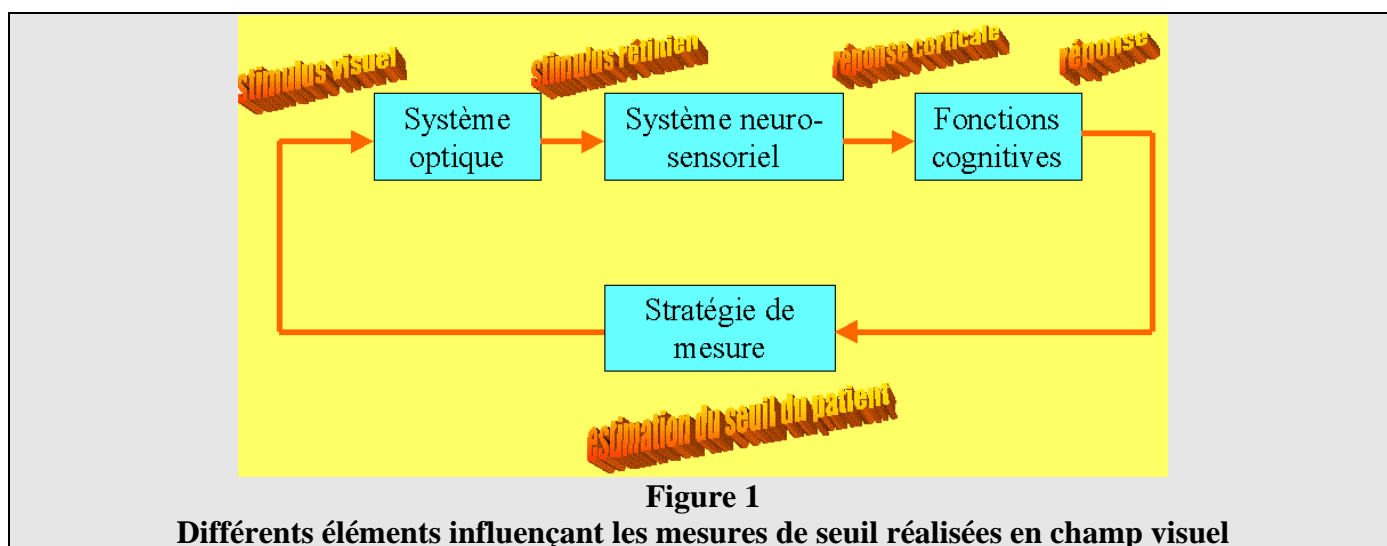 stimulus visuel
stimulus rétinien
réponse corticale
réponse
Système
optique
Système neuro-
sensoriel
Fonctions
cognitives
Stratégie de
mesure
estimation du seuil du patient
Figure 1
Différents éléments influençant les mesures de seuil réalisées en champ visuel